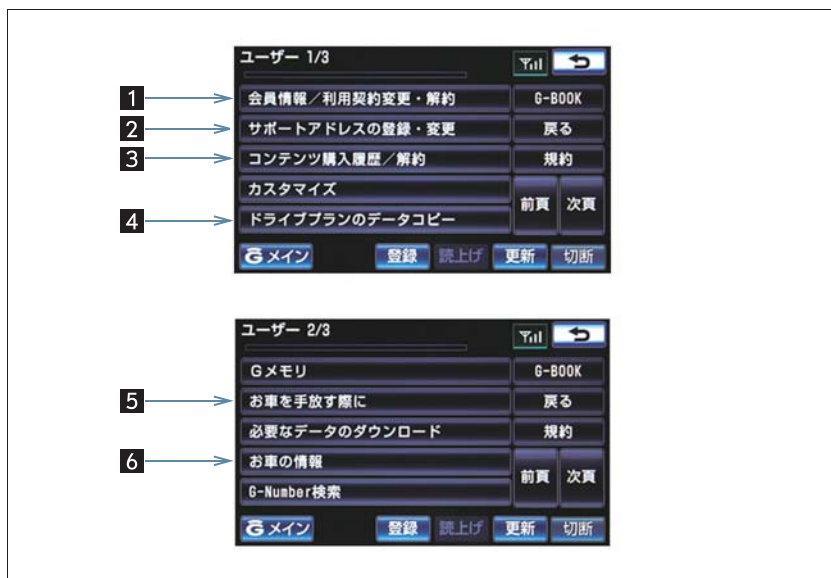 ユーザー 1/3
1 会員情報／利用契約変更・解約 G-BOOK
2 サポートアドレスの登録・変更 戻る
3 コンテンツ購入履歴／解約 規約
カスタマイズ 前頁 次頁
4 ドライブプランのデータコピー
G メイン 登録 読上げ 更新 切断
ユーザー 2/3
Gメモリ G-BOOK
5 お車を手放す際に 戻る
必要なデータのダウンロード 規約
6 お車の情報 前頁 次頁
G-Number検索
G メイン 登録 読上げ 更新 切断